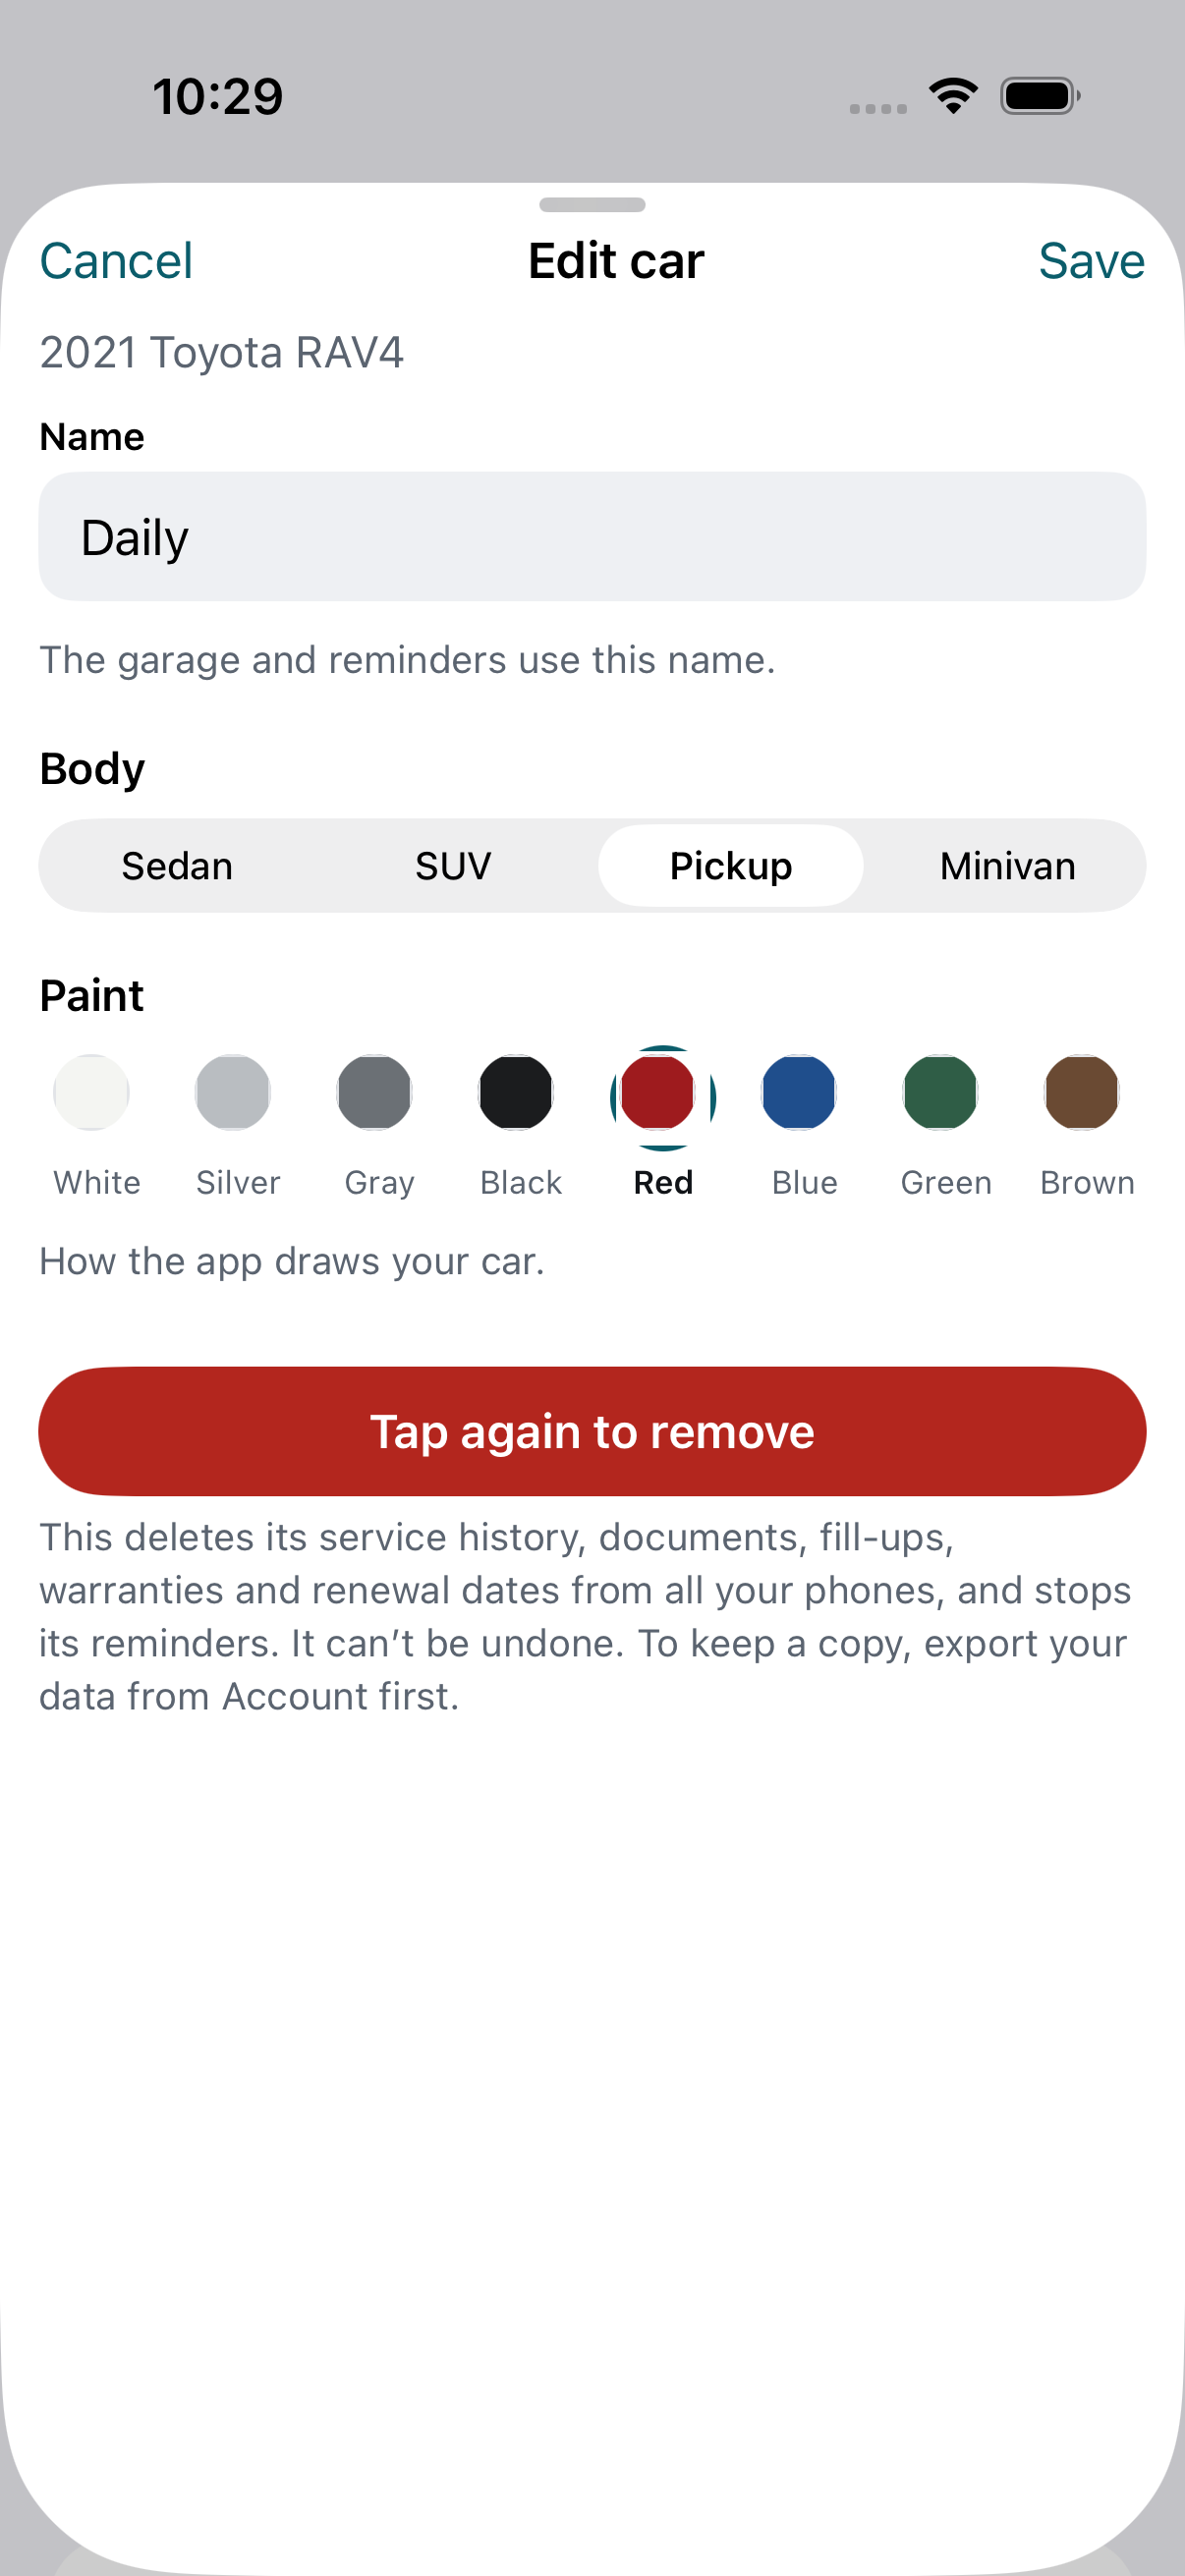 10:29
Cancel
Edit car
Save
2021 Toyota RAV4
Name
Daily
The garage and reminders use this name.
Body
Sedan
SUV
Pickup
Minivan
Paint
White
Silver
Gray
Black
Red
Blue
Green
Brown
How the app draws your car.
Tap again to remove
This deletes its service history, documents, fill-ups,
warranties and renewal dates from all your phones, and stops
its reminders. It can’t be undone. To keep a copy, export your
data from Account first.